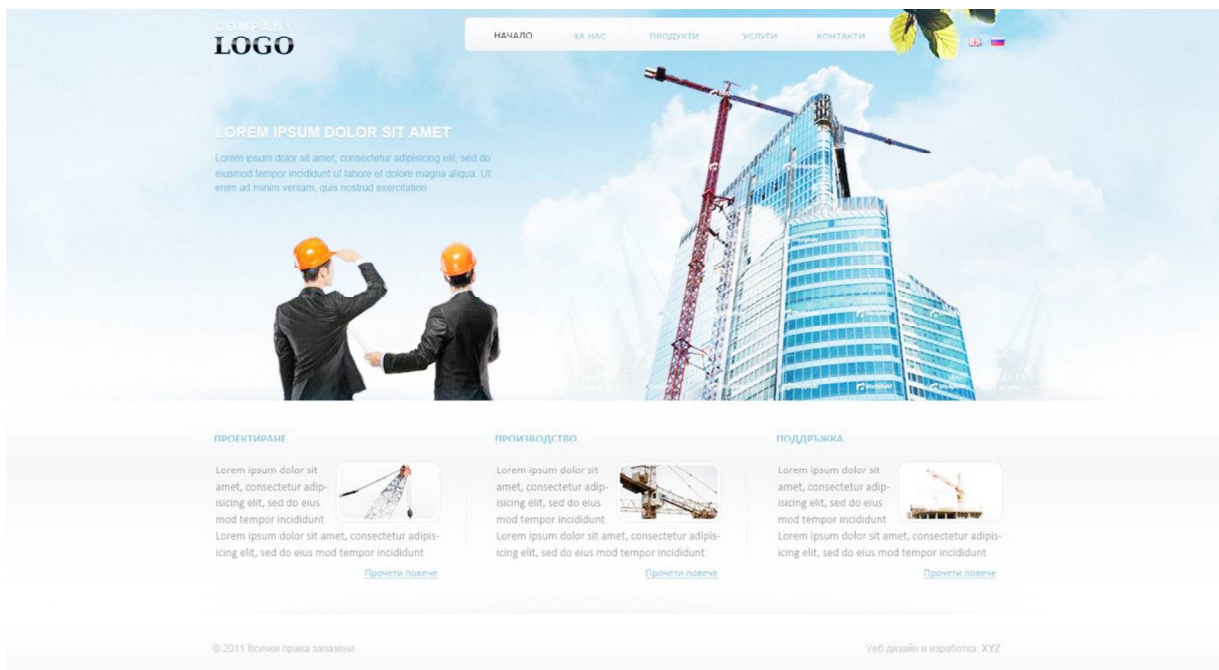 COMPANY
LOGO
НАЧАЛО ЗА НАС ПРОДУКТИ УСЛУГИ КОНТАКТИ
LOREM IPSUM DOLOR SIT AMET
Lorem ipsum dolor sit amet, consectetur adipisicing elit, sed do
eiusmod tempor incididunt ut labore et dolore magna aliqua. Ut
enim ad minim veniam, quis nostrud exercitation
ПРОЕКТИРАНЕ
Lorem ipsum dolor sit
amet, consectetur adip-
isicing elit, sed do eius
mod tempor incididunt
Lorem ipsum dolor sit amet, consectetur adipis-
icing elit, sed do eius mod tempor incididunt
Прочети повече
ПРОИЗВОДСТВО
Lorem ipsum dolor sit
amet, consectetur adip-
isicing elit, sed do eius
mod tempor incididunt
Lorem ipsum dolor sit amet, consectetur adipis-
icing elit, sed do eius mod tempor incididunt
Прочети повече
ПОДДРЪЖКА
Lorem ipsum dolor sit
amet, consectetur adip-
isicing elit, sed do eius
mod tempor incididunt
Lorem ipsum dolor sit amet, consectetur adipis-
icing elit, sed do eius mod tempor incididunt
Прочети повече
© 2011 Всички права запазени.
Уеб дизайн и изработка: XYZ